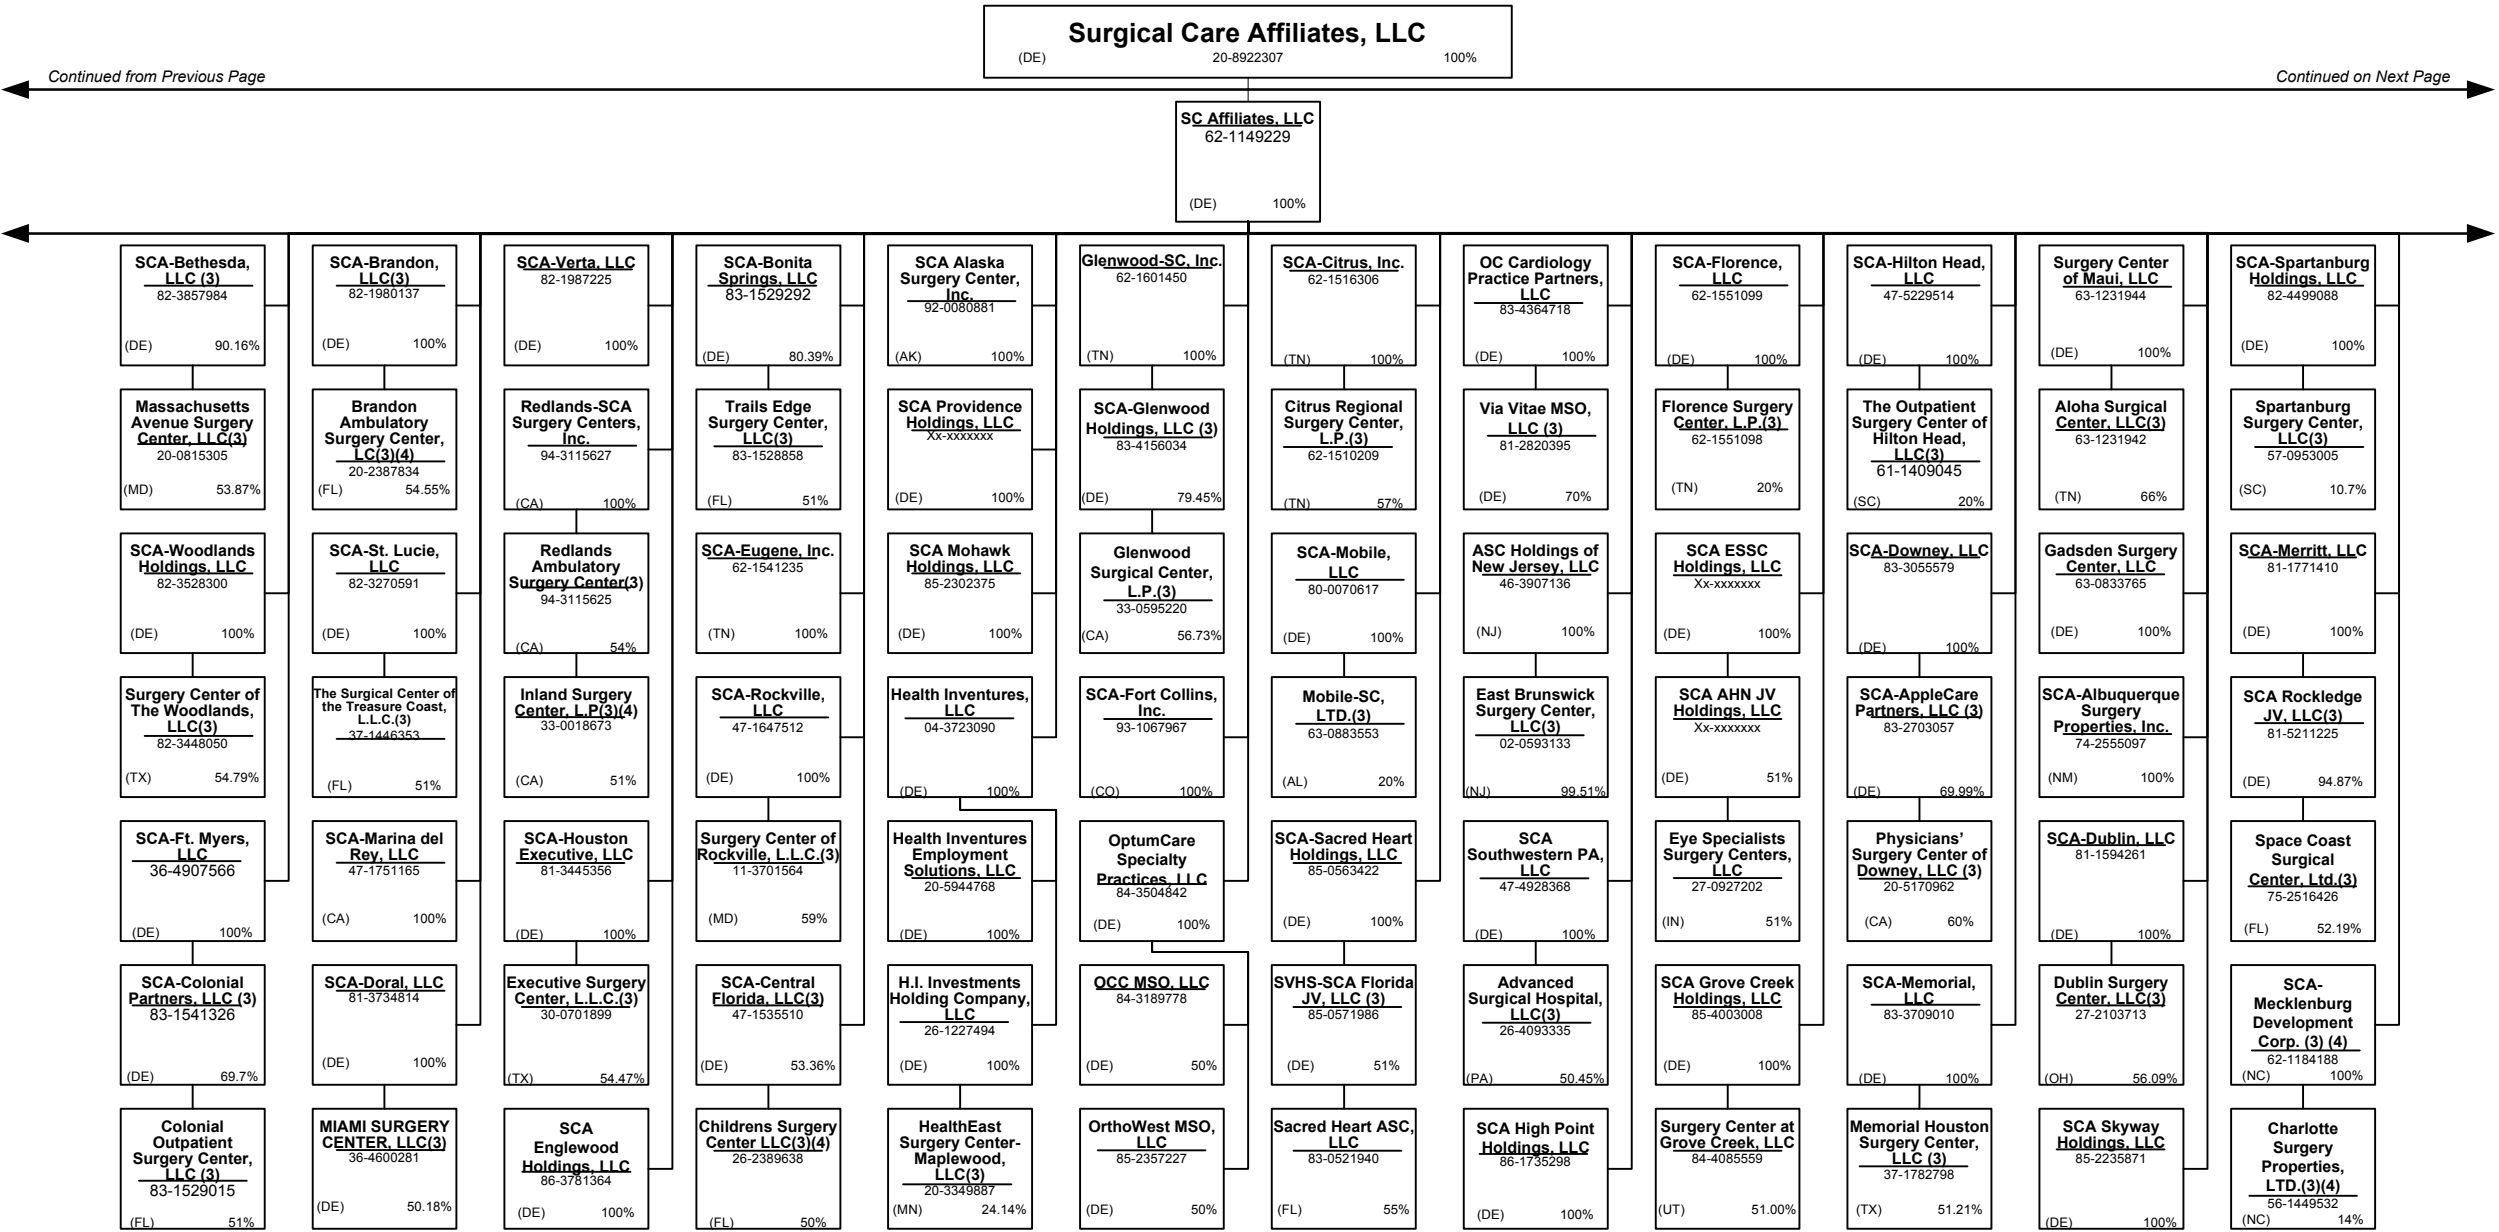 Surgical Care Affiliates, LLC
(DE) 20-8922307 100%
Continued from Previous Page
Continued on Next Page
SC Affiliates, LLC
62-1149229
(DE) 100%
SCA-Bethesda,
LLC (3)
82-3857984
(DE) 90.16%
Massachusetts
Avenue Surgery
Center, LLC(3)
20-0815305
(MD) 53.87%
SCA-Woodlands
Holdings, LLC
82-3528300
(DE) 100%
Surgery Center of
The Woodlands,
LLC(3)
82-3448050
(TX) 54.79%
SCA-Ft. Myers,
LLC
36-4907566
(DE) 100%
SCA-Colonial
Partners, LLC (3)
83-1541326
(DE) 69.7%
Colonial
Outpatient
Surgery Center,
LLC (3)
83-1529015
(FL) 51%
SCA-Brandon,
LLC(3)
82-1980137
(DE) 100%
Brandon
Ambulatory
Surgery Center,
LC(3)(4)
20-2387834
(FL) 54.55%
SCA-St. Lucie,
LLC
82-3270591
(DE) 100%
The Surgical Center of
the Treasure Coast,
L.L.C.(3)
37-1446353
(FL) 51%
SCA-Marina del
Rey, LLC
47-1751165
(CA) 100%
SCA-Doral, LLC
81-3734814
(DE) 100%
MIAMI SURGERY
CENTER, LLC(3)
36-4600281
(DE) 50.18%
SCA-Verta, LLC
82-1987225
(DE) 100%
Redlands-SCA
Surgery Centers,
Inc.
94-3115627
(CA) 100%
Redlands
Ambulatory
Surgery Center(3)
94-3115625
(CA) 54%
Inland Surgery
Center, L.P(3)(4)
33-0018673
(CA) 51%
SCA-Houston
Executive, LLC
81-3445356
(DE) 100%
Executive Surgery
Center, L.L.C.(3)
30-0701899
(TX) 54.47%
SCA
Englewood
Holdings, LLC
86-3781364
(DE) 100%
SCA-Bonita
Springs, LLC
83-1529292
(DE) 80.39%
Trails Edge
Surgery Center,
LLC(3)
83-1528858
(FL) 51%
SCA-Eugene, Inc.
62-1541235
(TN) 100%
SCA-Rockville,
LLC
47-1647512
(DE) 100%
Surgery Center of
Rockville, L.L.C.(3)
11-3701564
(MD) 59%
SCA-Central
Florida, LLC(3)
47-1535510
(DE) 53.36%
Childrens Surgery
Center LLC(3)(4)
26-2389638
(FL) 50%
SCA Alaska
Surgery Center,
Inc.
92-0080881
(AK) 100%
SCA Providence
Holdings, LLC
Xx-xxxxxxx
(DE) 100%
SCA Mohawk
Holdings, LLC
85-2302375
(DE) 100%
Health Inventures,
LLC
04-3723090
(DE) 100%
Health Inventures
Employment
Solutions, LLC
20-5944768
(DE) 100%
H.I. Investments
Holding Company,
LLC
26-1227494
(DE) 100%
HealthEast
Surgery Center-
Maplewood,
LLC(3)
20-3349887
(MN) 24.14%
Glenwood-SC, Inc.
62-1601450
(TN) 100%
SCA-Glenwood
Holdings, LLC (3)
83-4156034
(DE) 79.45%
Glenwood
Surgical Center,
L.P.(3)
33-0595220
(CA) 56.73%
SCA-Fort Collins,
Inc.
93-1067967
(CO) 100%
OptumCare
Specialty
Practices, LLC
84-3504842
(DE) 100%
OCC MSO, LLC
84-3189778
(DE) 50%
OrthoWest MSO,
LLC
85-2357227
(DE) 50%
SCA-Citrus, Inc.
62-1516306
(TN) 100%
Citrus Regional
Surgery Center,
L.P.(3)
62-1510209
(TN) 57%
SCA-Mobile,
LLC
80-0070617
(DE) 100%
Mobile-SC,
LTD.(3)
63-0883553
(AL) 20%
SCA-Sacred Heart
Holdings, LLC
85-0563422
(DE) 100%
SVHS-SCA Florida
JV, LLC (3)
85-0571986
(DE) 51%
Sacred Heart ASC,
LLC
83-0521940
(FL) 55%
OC Cardiology
Practice Partners,
LLC
83-4364718
(DE) 100%
Via Vitae MSO,
LLC (3)
81-2820395
(DE) 70%
ASC Holdings of
New Jersey, LLC
46-3907136
(NJ) 100%
East Brunswick
Surgery Center,
LLC(3)
02-0593133
(NJ) 99.51%
SCA
Southwestern PA,
LLC
47-4928368
(DE) 100%
Advanced
Surgical Hospital,
LLC(3)
26-4093335
(PA) 50.45%
SCA High Point
Holdings, LLC
86-1735298
(DE) 100%
SCA-Florence,
LLC
62-1551099
(DE) 100%
Florence Surgery
Center, L.P.(3)
62-1551098
(TN) 20%
SCA ESSC
Holdings, LLC
Xx-xxxxxxx
(DE) 100%
SCA AHN JV
Holdings, LLC
Xx-xxxxxxx
(DE) 51%
Eye Specialists
Surgery Centers,
LLC
27-0927202
(IN) 51%
SCA Grove Creek
Holdings, LLC
85-4003008
(DE) 100%
Surgery Center at
Grove Creek, LLC
84-4085559
(UT) 51.00%
SCA-Hilton Head,
LLC
47-5229514
(DE) 100%
The Outpatient
Surgery Center of
Hilton Head,
LLC(3)
61-1409045
(SC) 20%
SCA-Downey, LLC
83-3055579
(DE) 100%
SCA-AppleCare
Partners, LLC (3)
83-2703057
(DE) 69.99%
Physicians’
Surgery Center of
Downey, LLC (3)
20-5170962
(CA) 60%
SCA-Memorial,
LLC
83-3709010
(DE) 100%
Memorial Houston
Surgery Center,
LLC (3)
37-1782798
(TX) 51.21%
Surgery Center
of Maui, LLC
63-1231944
(DE) 100%
Aloha Surgical
Center, LLC(3)
63-1231942
(TN) 66%
Gadsden Surgery
Center, LLC
63-0833765
(DE) 100%
SCA-Albuquerque
Surgery
Properties, Inc.
74-2555097
(NM) 100%
SCA-Dublin, LLC
81-1594261
(DE) 100%
Dublin Surgery
Center, LLC(3)
27-2103713
(OH) 56.09%
SCA Skyway
Holdings, LLC
85-2235871
(DE) 100%
SCA-Spartanburg
Holdings, LLC
82-4499088
(DE) 100%
Spartanburg
Surgery Center,
LLC(3)
57-0953005
(SC) 10.7%
SCA-Merritt, LLC
81-1771410
(DE) 100%
SCA Rockledge
JV, LLC(3)
81-5211225
(DE) 94.87%
Space Coast
Surgical
Center, Ltd.(3)
75-2516426
(FL) 52.19%
SCA-
Mecklenburg
Development
Corp. (3) (4)
62-1184188
(NC) 100%
Charlotte
Surgery
Properties,
LTD.(3)(4)
56-1449532
(NC) 14%